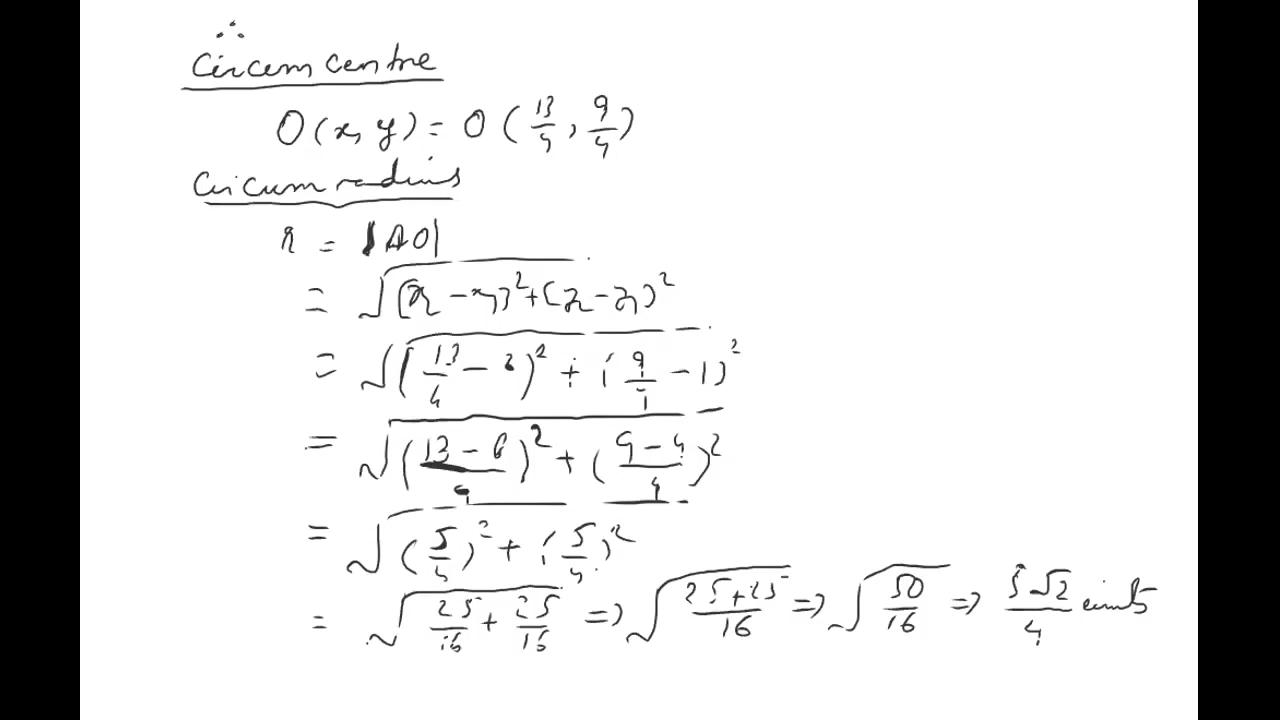 ∴
Circum centre
O(x, y) = O (13/4, 9/4)
Circum radius
r = |AO|
= √((x₂ - x₁)² + (y₂ - y₁)²)
= √((13/4 - 2)² + (9/4 - 1)²)
= √(((13 - 8)/4)² + ((9 - 4)/4)²)
= √((5/4)² + (5/4)²)
= √(25/16 + 25/16) ⇒ √((25+25)/16) ⇒ √(50/16) ⇒ 5√2/4 units